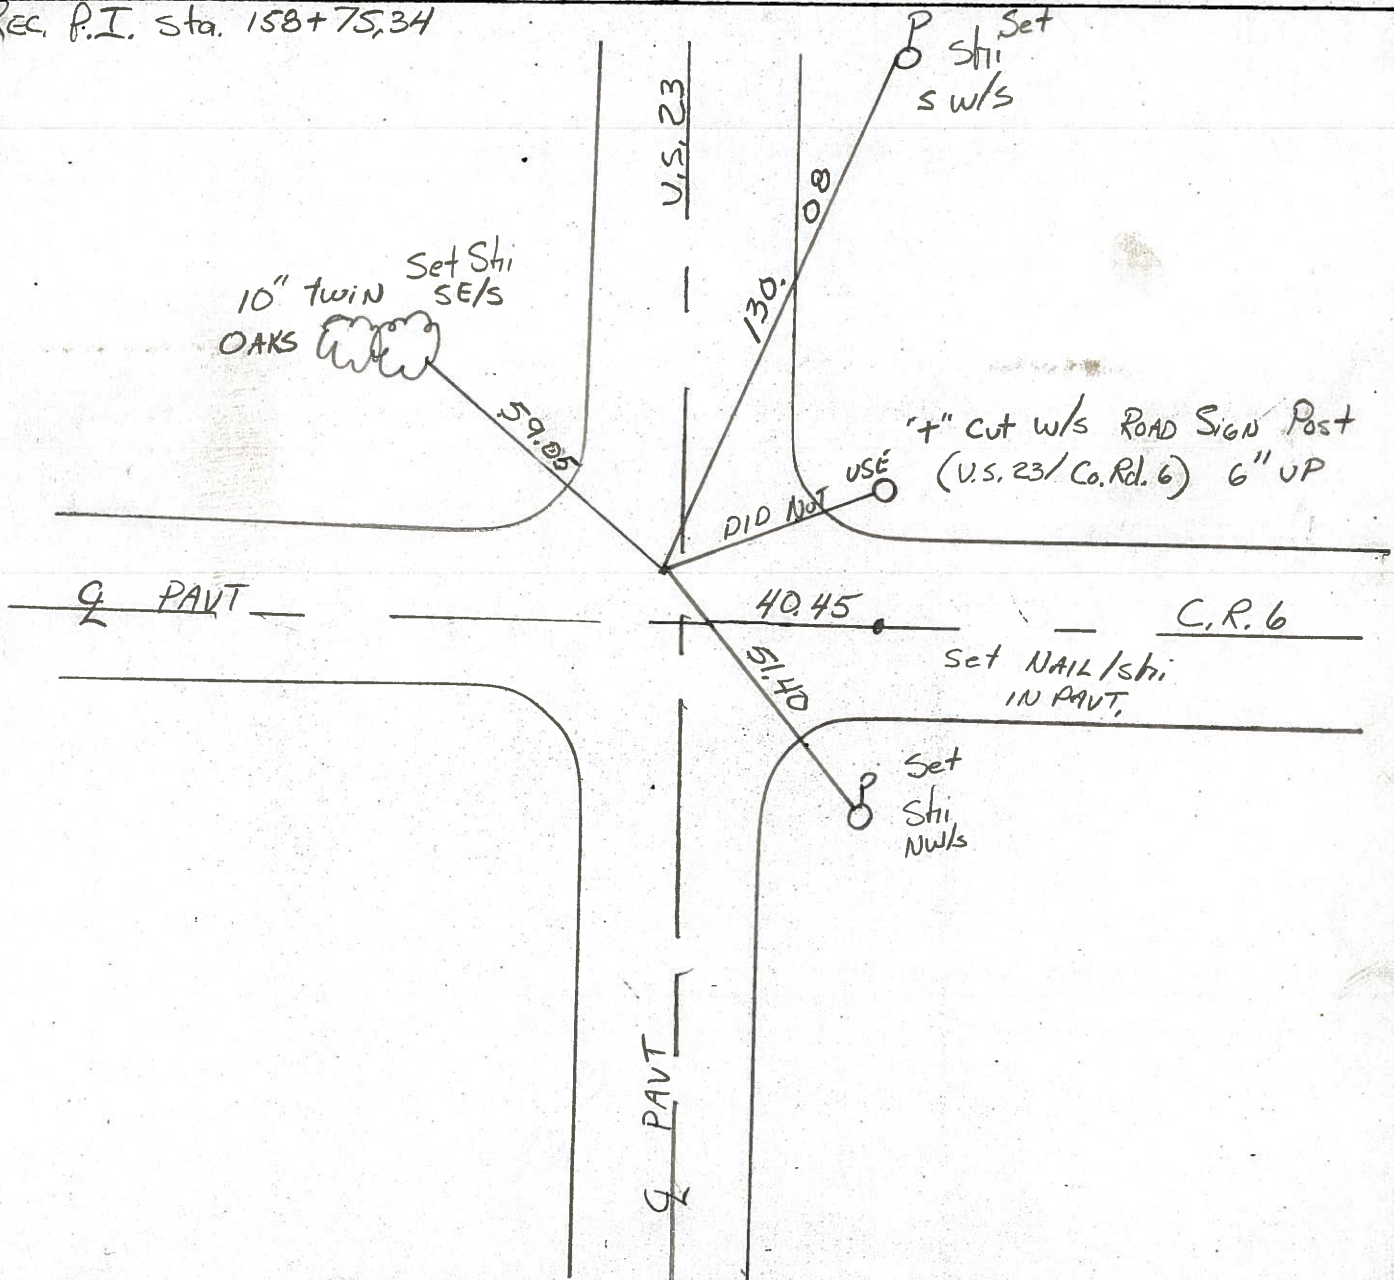 REC. P.I. Sta. 158+75.34
P Set
Shi
S W/S
U.S. 23
130.08
Set Shi
10" twiN SE/S
OAKS
59.05
"+" Cut w/s ROAD SIGN Post
(U.S. 23/ Co. Rd. 6) 6" UP
DID NOT USE
℄ PAVT
40.45
C.R. 6
Set NAIL/Shi
IN PAVT.
51.40
P Set
Shi
NW/s
℄ PAVT